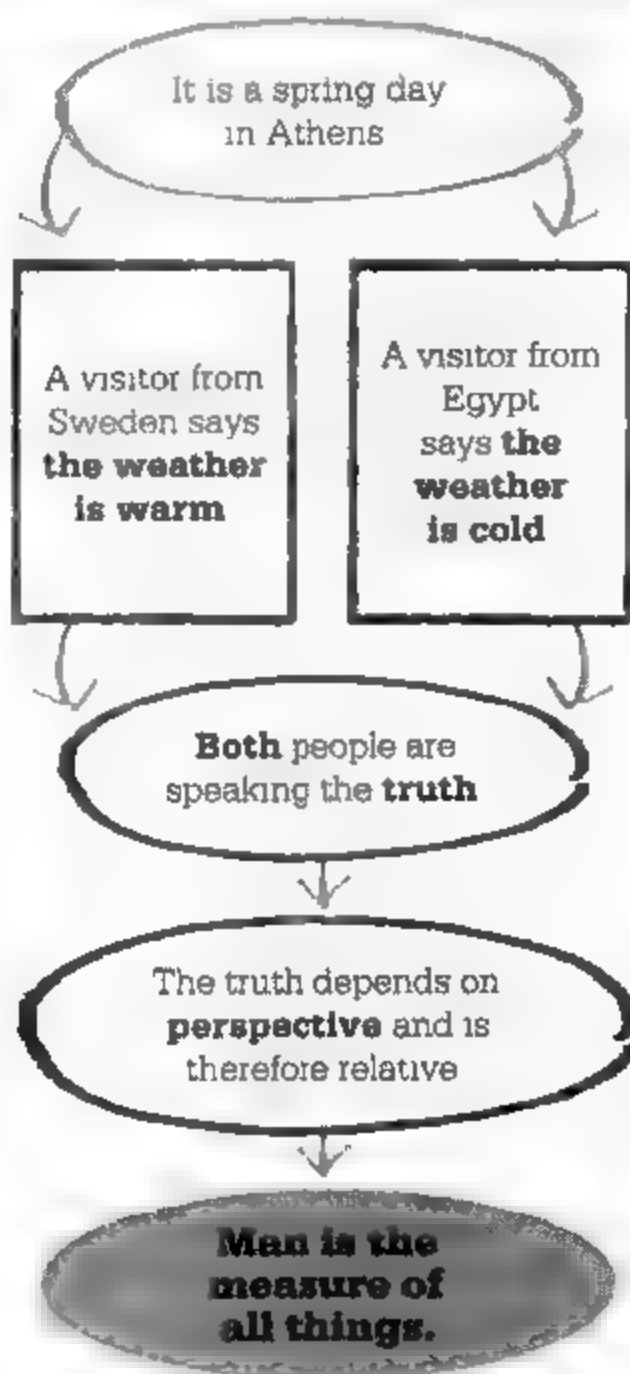 It is a spring day
in Athens
A visitor from
Sweden says
the weather
is warm
A visitor from
Egypt
says the
weather
is cold
Both people are
speaking the truth
The truth depends on
perspective and is
therefore relative
Man is the
measure of
all things.